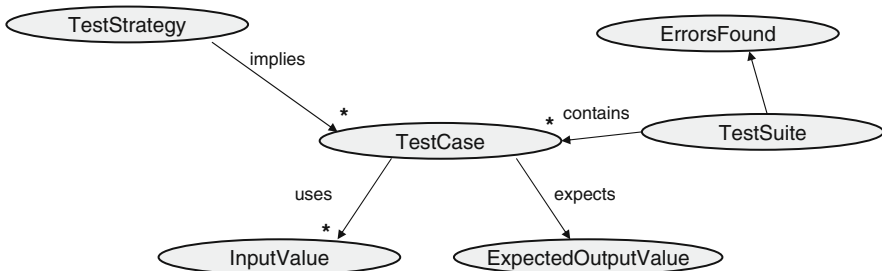 TestStrategy
ErrorsFound
implies
*
contains
*
TestCase
TestSuite
uses
expects
*
InputValue
ExpectedOutputValue